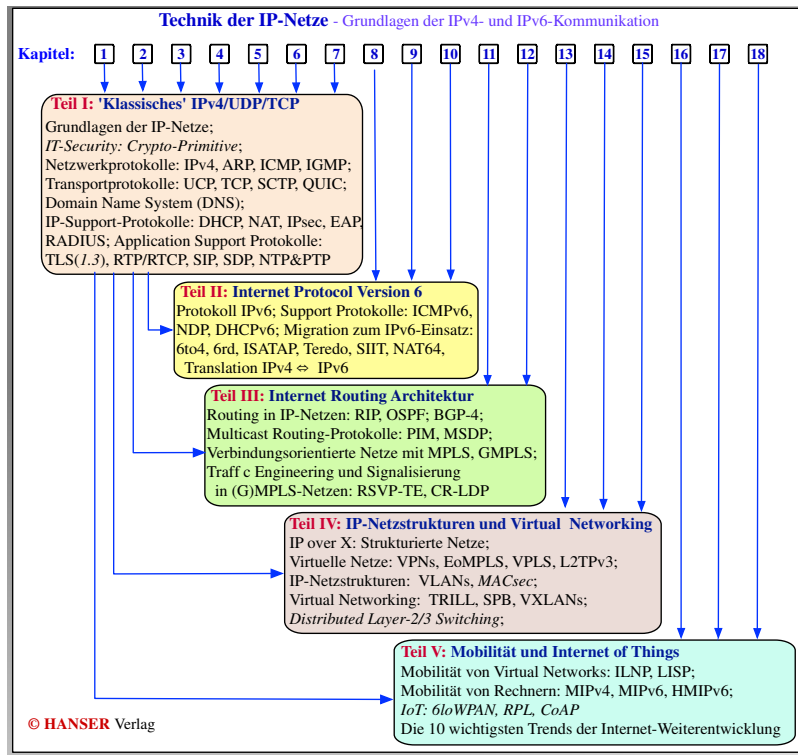 Technik der IP-Netze - Grundlagen der IPv4- und IPv6-Kommunikation
Kapitel: 1 2 3 4 5 6 7 8 9 10 11 12 13 14 15 16 17 18
Teil I: 'Klassisches' IPv4/UDP/TCP
Grundlagen der IP-Netze;
IT-Security: Crypto-Primitive;
Netzwerkprotokolle: IPv4, ARP, ICMP, IGMP;
Transportprotokolle: UCP, TCP, SCTP, QUIC;
Domain Name System (DNS);
IP-Support-Protokolle: DHCP, NAT, IPsec, EAP,
RADIUS; Application Support Protokolle:
TLS(1.3), RTP/RTCP, SIP, SDP, NTP&PTP
Teil II: Internet Protocol Version 6
Protokoll IPv6; Support Protokolle: ICMPv6,
NDP, DHCPv6; Migration zum IPv6-Einsatz:
6to4, 6rd, ISATAP, Teredo, SIIT, NAT64,
Translation IPv4 ⇔ IPv6
Teil III: Internet Routing Architektur
Routing in IP-Netzen: RIP, OSPF; BGP-4;
Multicast Routing-Protokolle: PIM, MSDP;
Verbindungsorientierte Netze mit MPLS, GMPLS;
Traff c Engineering und Signalisierung
in (G)MPLS-Netzen: RSVP-TE, CR-LDP
Teil IV: IP-Netzstrukturen und Virtual Networking
IP over X: Strukturierte Netze;
Virtuelle Netze: VPNs, EoMPLS, VPLS, L2TPv3;
IP-Netzstrukturen: VLANs, MACsec;
Virtual Networking: TRILL, SPB, VXLANs;
Distributed Layer-2/3 Switching;
Teil V: Mobilität und Internet of Things
Mobilität von Virtual Networks: ILNP, LISP;
Mobilität von Rechnern: MIPv4, MIPv6, HMIPv6;
IoT: 6loWPAN, RPL, CoAP
Die 10 wichtigsten Trends der Internet-Weiterentwicklung
© HANSER Verlag